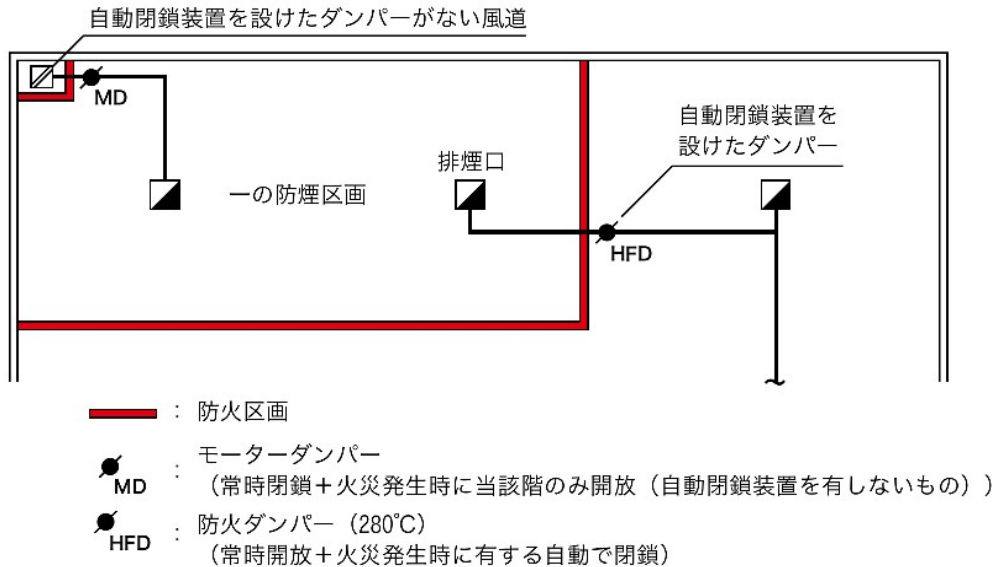 自動閉鎖装置を設けたダンパーがない風道
MD
自動閉鎖装置を
設けたダンパー
排煙口
一の防煙区画
HFD
：防火区画
MD
：モーターダンパー
（常時閉鎖＋火災発生時に当該階のみ開放（自動閉鎖装置を有しないもの））
HFD
：防火ダンパー（280℃）
（常時開放＋火災発生時に有する自動で閉鎖）